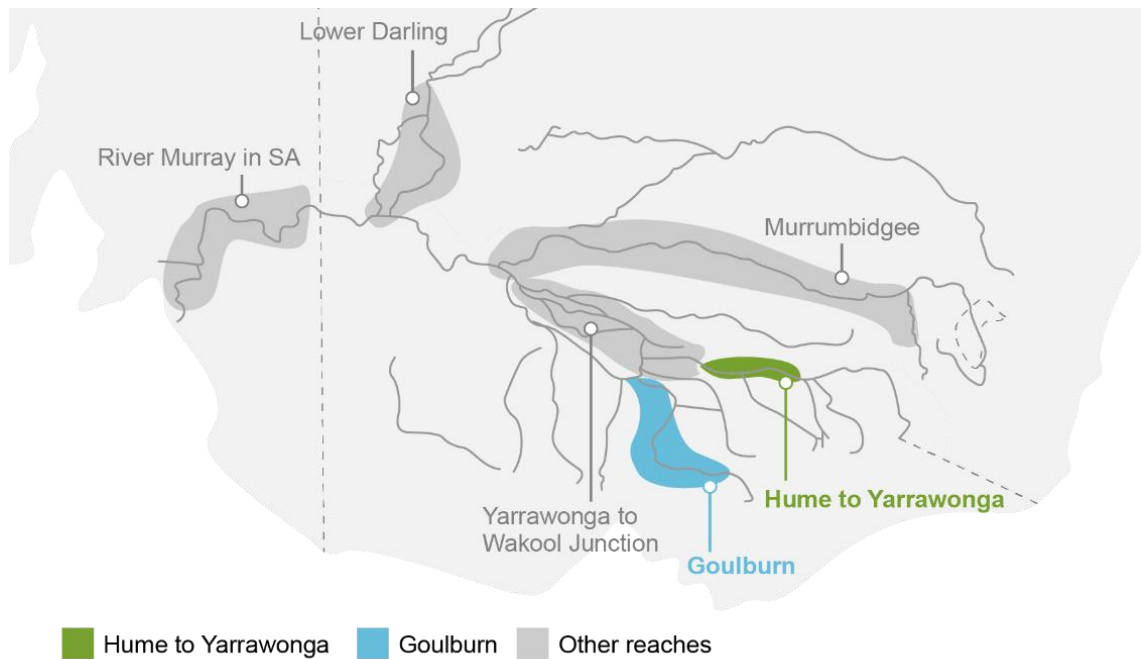 Lower Darling
River Murray in SA
Murrumbidgee
Hume to Yarrawonga
Yarrawonga to
Wakool Junction
Goulburn
Hume to Yarrawonga
Goulburn
Other reaches